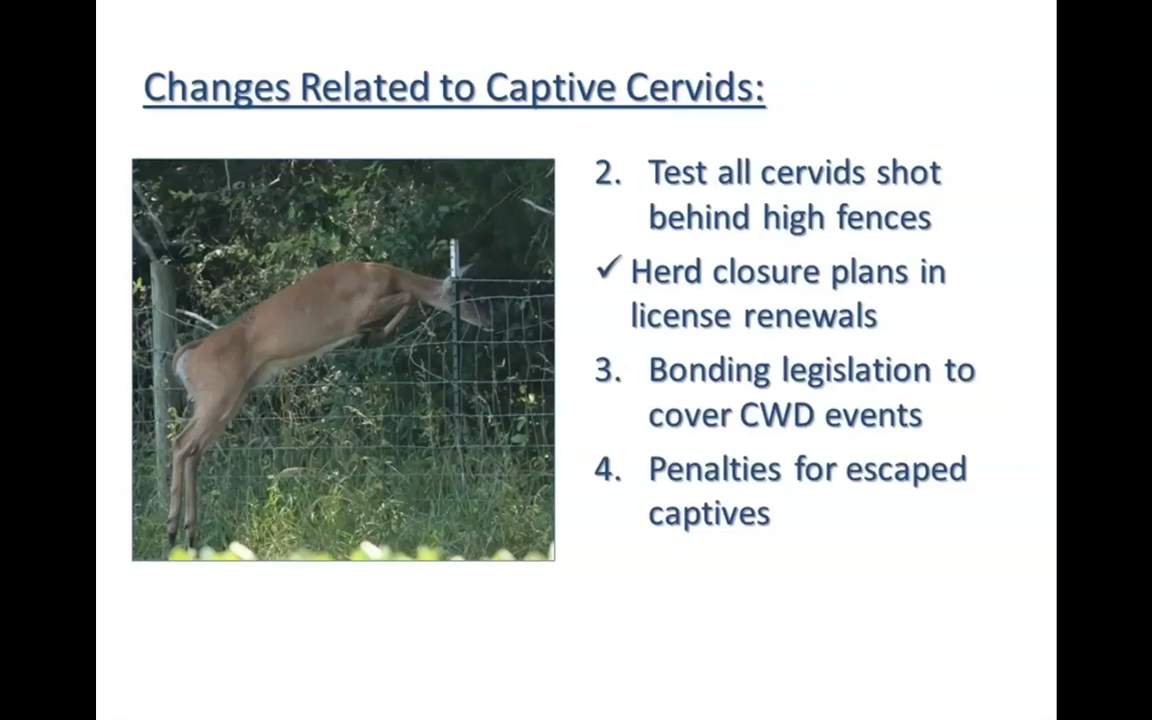 Changes Related to Captive Cervids:
2. Test all cervids shot
behind high fences
✓ Herd closure plans in
license renewals
3. Bonding legislation to
cover CWD events
4. Penalties for escaped
captives